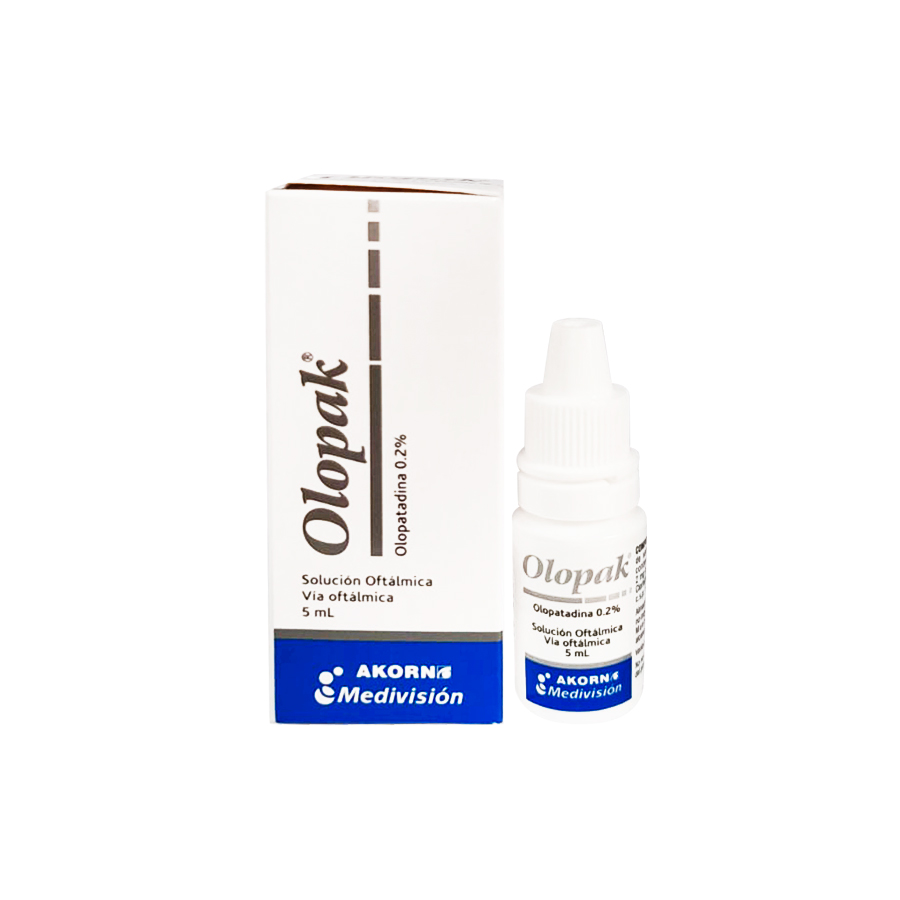 Olopak®
Olopatadina 0.2%
Solución Oftálmica
Vía oftálmica
5 mL
AKORN
Medivisión
Olopak®
Olopatadina 0.2%
Solución Oftálmica
Vía oftálmica
5 mL
AKORN
Medivisión